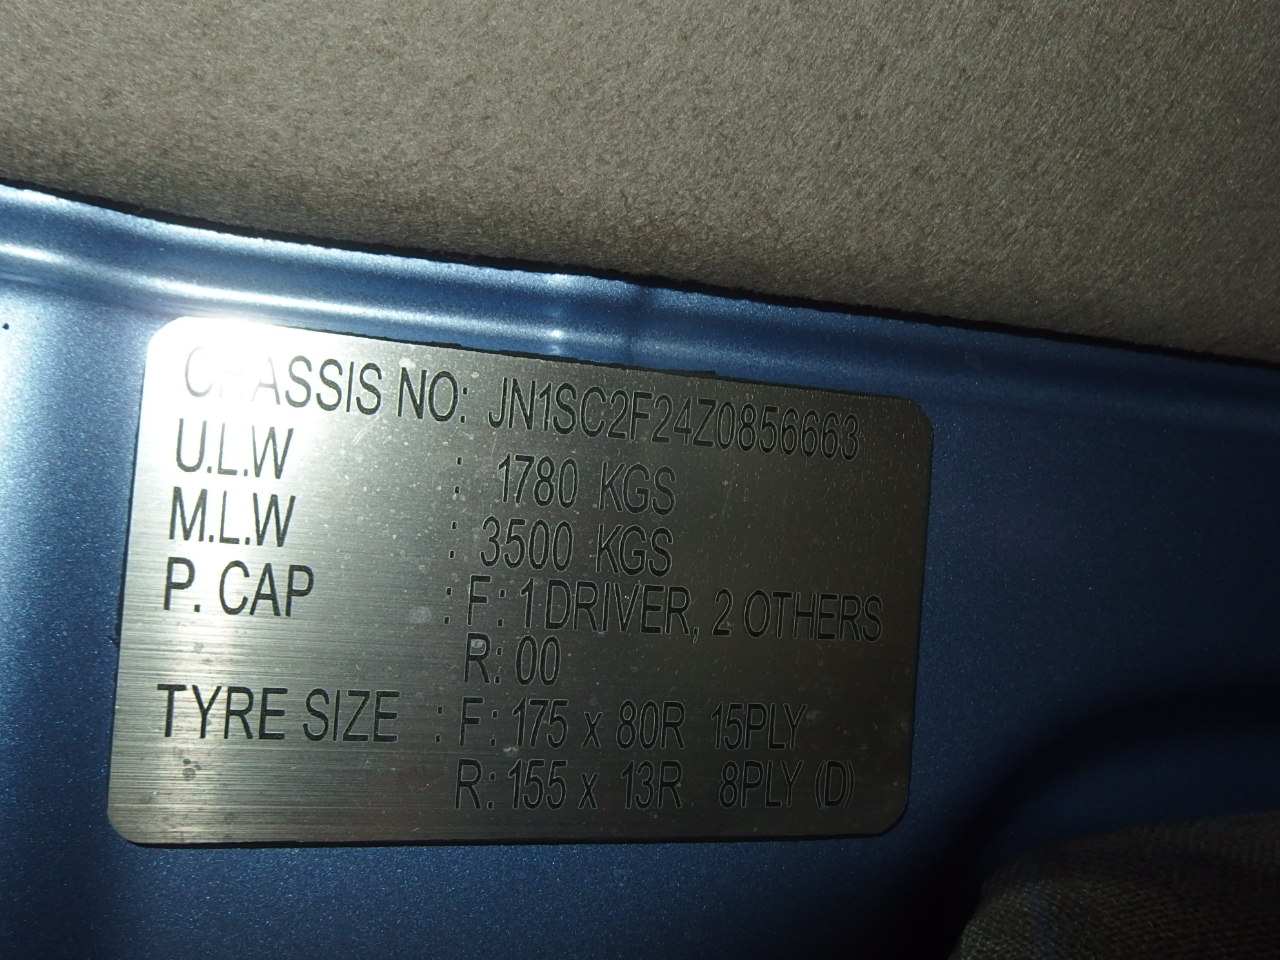 CHASSIS NO: JN1SC2F24Z0856663
U.L.W : 1780 KGS
M.L.W : 3500 KGS
P. CAP : F: 1DRIVER, 2 OTHERS
R: 00
TYRE SIZE : F: 175 x 80R 15PLY
R: 155 x 13R 8PLY (D)